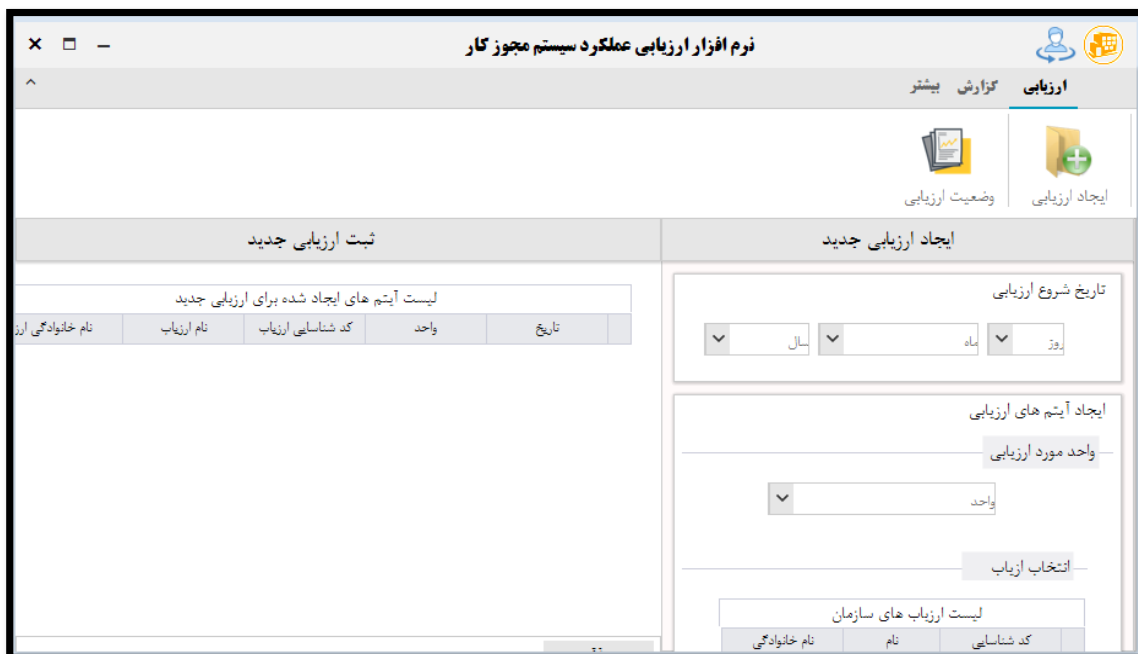 نرم افزار ارزیابی عملکرد سیستم مجوز کار
ارزیابی گزارش بیشتر
ایجاد ارزیابی وضعیت ارزیابی
ایجاد ارزیابی جدید
تاریخ شروع ارزیابی
روز ماه سال
ایجاد آیتم های ارزیابی
واحد مورد ارزیابی
واحد
انتخاب ازیاب
لیست ارزیاب های سازمان
کد شناسایی نام نام خانوادگی
ثبت ارزیابی جدید
لیست آیتم های ایجاد شده برای ارزیابی جدید
تاریخ واحد کد شناسایی ارزیاب نام ارزیاب نام خانوادگی